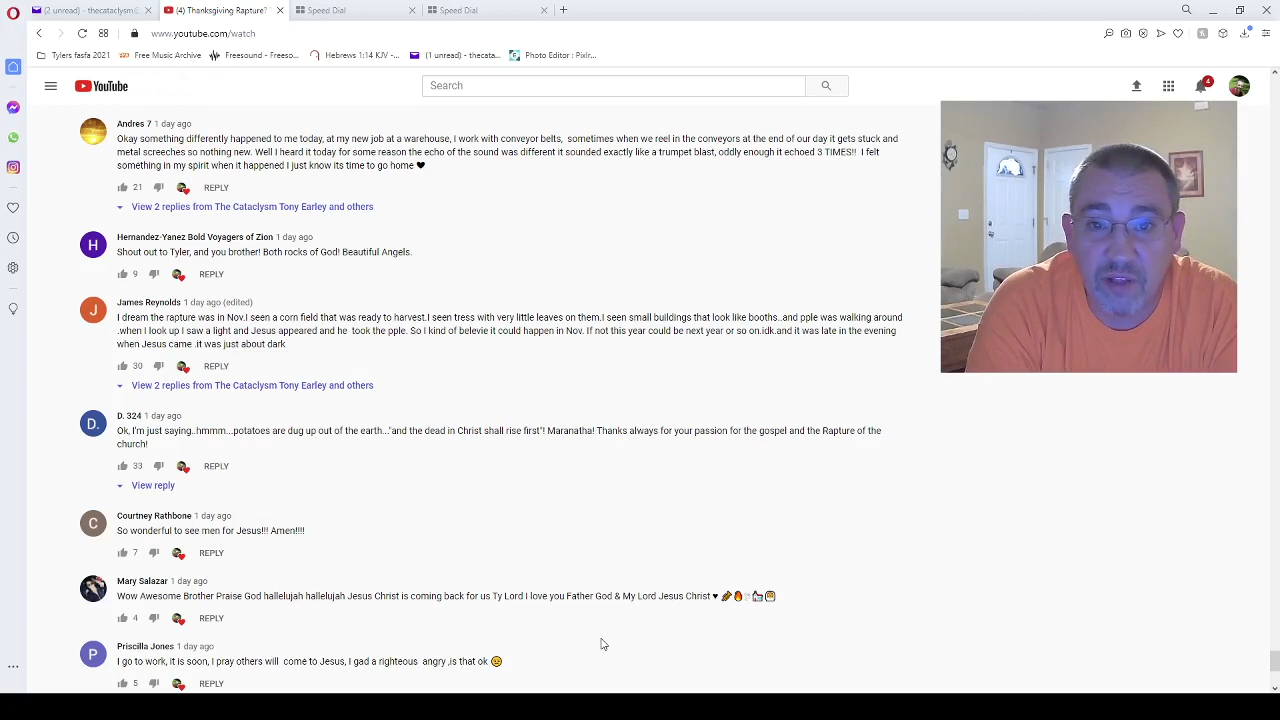 (2 unread) - thecataclysm@
(4) Thanksgiving Rapture?
Speed Dial
Speed Dial
www.youtube.com/watch
Tylers fasfa 2021
Free Music Archive
Freesound - Freeso...
Hebrews 1:14 KJV -...
(1 unread) - thecata...
Photo Editor : Pixlr...
YouTube
Search
4
Andres 7 1 day ago
Okay something differently happened to me today, at my new job at a warehouse, I work with conveyor belts, sometimes when we reel in the conveyors at the end of our day it gets stuck and
metal screeches so nothing new. Well I heard it today for some reason the echo of the sound was different it sounded exactly like a trumpet blast, oddly enough it echoed 3 TIMES!! I felt
something in my spirit when it happened I just know its time to go home ♥
21 REPLY
View 2 replies from The Cataclysm Tony Earley and others
H
Hernandez-Yanez Bold Voyagers of Zion 1 day ago
Shout out to Tyler, and you brother! Both rocks of God! Beautiful Angels.
9 REPLY
J
James Reynolds 1 day ago (edited)
I dream the rapture was in Nov.I seen a corn field that was ready to harvest.I seen tress with very little leaves on them.I seen small buildings that look like booths..and pple was walking around
.when I look up I saw a light and Jesus appeared and he took the pple. So I kind of belevie it could happen in Nov. If not this year could be next year or so on.idk.and it was late in the evening
when Jesus came .it was just about dark
30 REPLY
View 2 replies from The Cataclysm Tony Earley and others
D.
D. 324 1 day ago
Ok, I'm just saying..hmmm...potatoes are dug up out of the earth..."and the dead in Christ shall rise first"! Maranatha! Thanks always for your passion for the gospel and the Rapture of the
church!
33 REPLY
View reply
C
Courtney Rathbone 1 day ago
So wonderful to see men for Jesus!!! Amen!!!!
7 REPLY
Mary Salazar 1 day ago
Wow Awesome Brother Praise God hallelujah hallelujah Jesus Christ is coming back for us Ty Lord I love you Father God & My Lord Jesus Christ ♥
4 REPLY
P
Priscilla Jones 1 day ago
I go to work, it is soon, I pray others will come to Jesus, I gad a righteous angry ,is that ok
5 REPLY